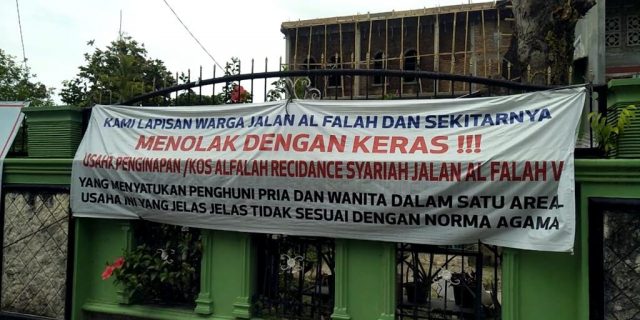 KAMI LAPISAN WARGA JALAN AL FALAH DAN SEKITARNYA
MENOLAK DENGAN KERAS !!!
USAHA PENGINAPAN /KOS ALFALAH RECIDANCE SYARIAH JALAN AL FALAH V
YANG MENYATUKAN PENGHUNI PRIA DAN WANITA DALAM SATU AREA
USAHA INI YANG JELAS JELAS TIDAK SESUAI DENGAN NORMA AGAMA